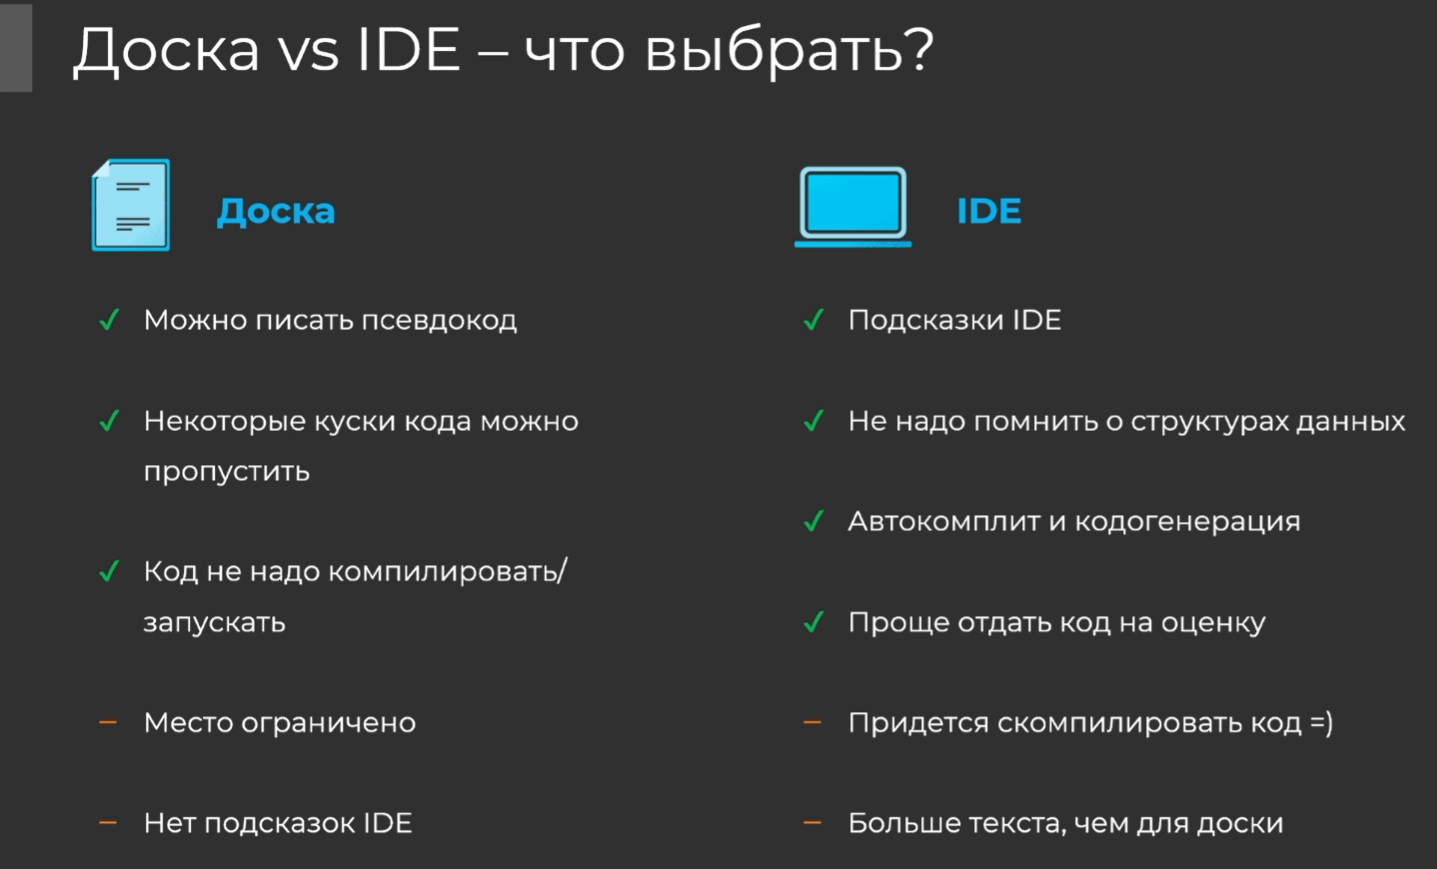 Доска vs IDE – что выбрать?
Доска
✓ Можно писать псевдокод
✓ Некоторые куски кода можно
пропустить
✓ Код не надо компилировать/
запускать
– Место ограничено
– Нет подсказок IDE
IDE
✓ Подсказки IDE
✓ Не надо помнить о структурах данных
✓ Автокомплит и кодогенерация
✓ Проще отдать код на оценку
– Придется скомпилировать код =)
– Больше текста, чем для доски